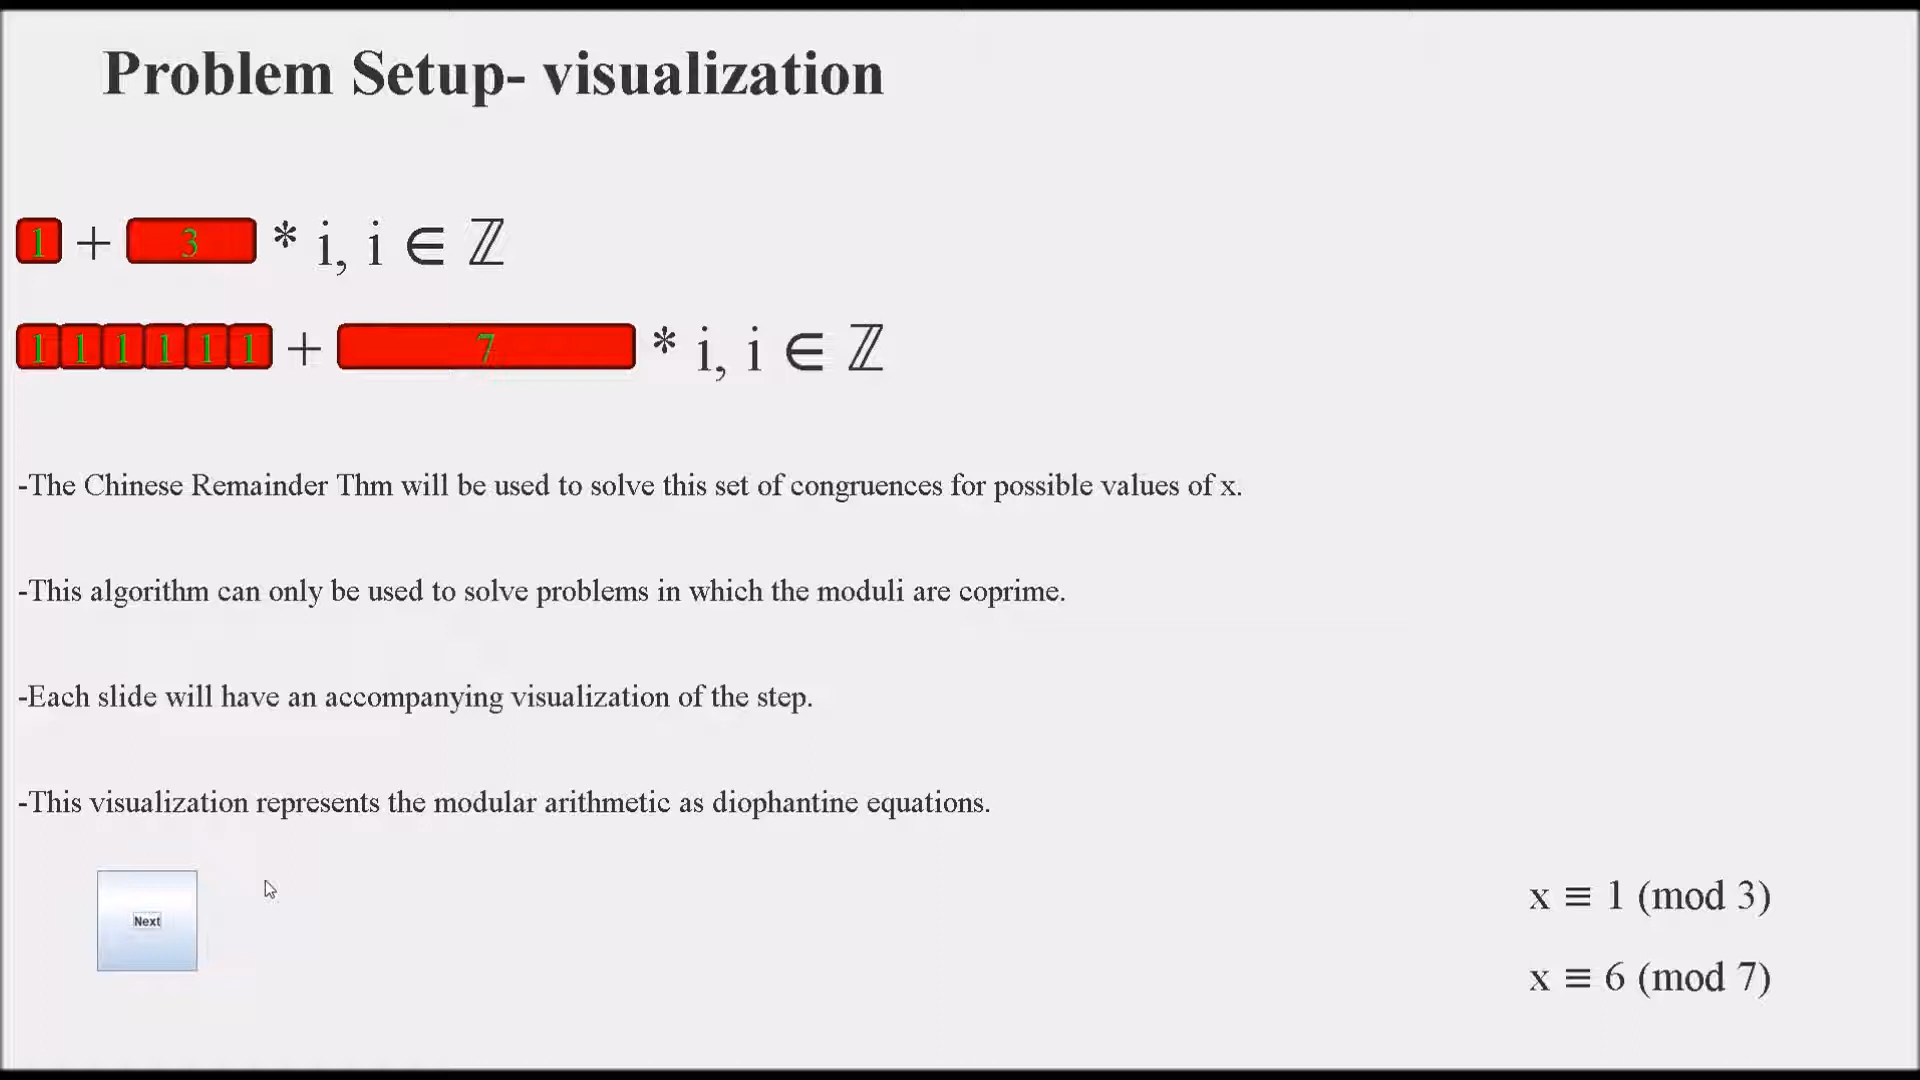 Problem Setup- visualization
1 + 3 * i, i ∈ ℤ
1 1 1 1 1 1 + 7 * i, i ∈ ℤ
-The Chinese Remainder Thm will be used to solve this set of congruences for possible values of x.
-This algorithm can only be used to solve problems in which the moduli are coprime.
-Each slide will have an accompanying visualization of the step.
-This visualization represents the modular arithmetic as diophantine equations.
Next
x ≡ 1 (mod 3)
x ≡ 6 (mod 7)